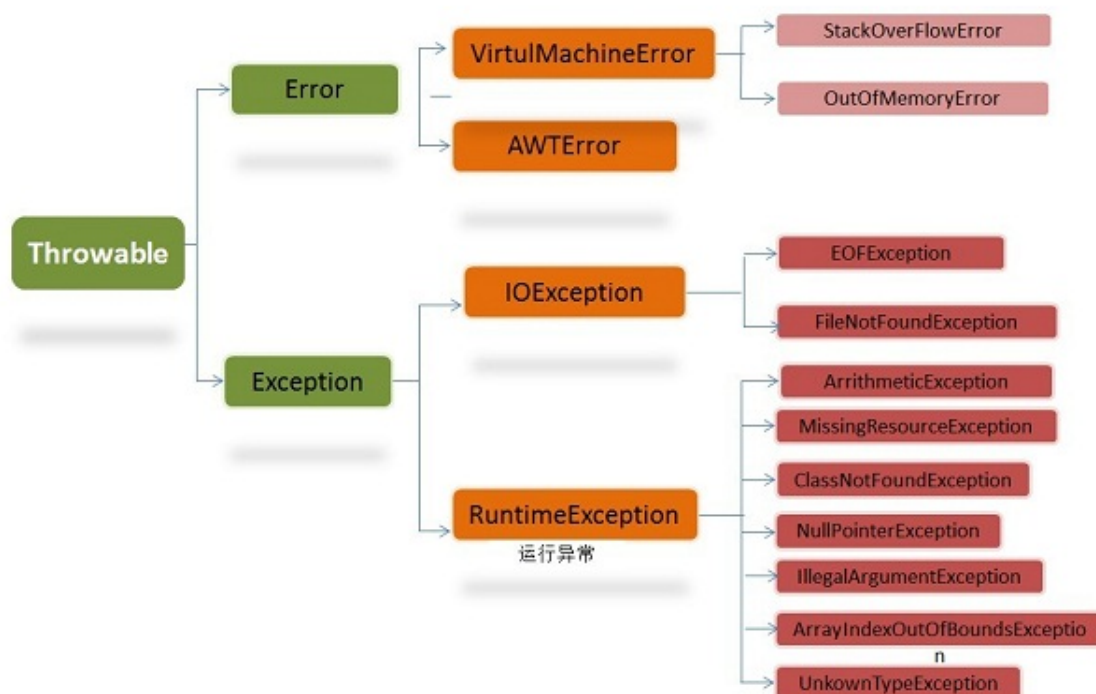 Throwable
Error
VirtulMachineError
StackOverFlowError
OutOfMemoryError
AWTError
Exception
IOException
EOFException
FileNotFoundException
RuntimeException
运行异常
ArrithmeticException
MissingResourceException
ClassNotFoundException
NullPointerException
IllegalArgumentException
ArrayIndexOutOfBoundsExceptio
n
UnkownTypeException